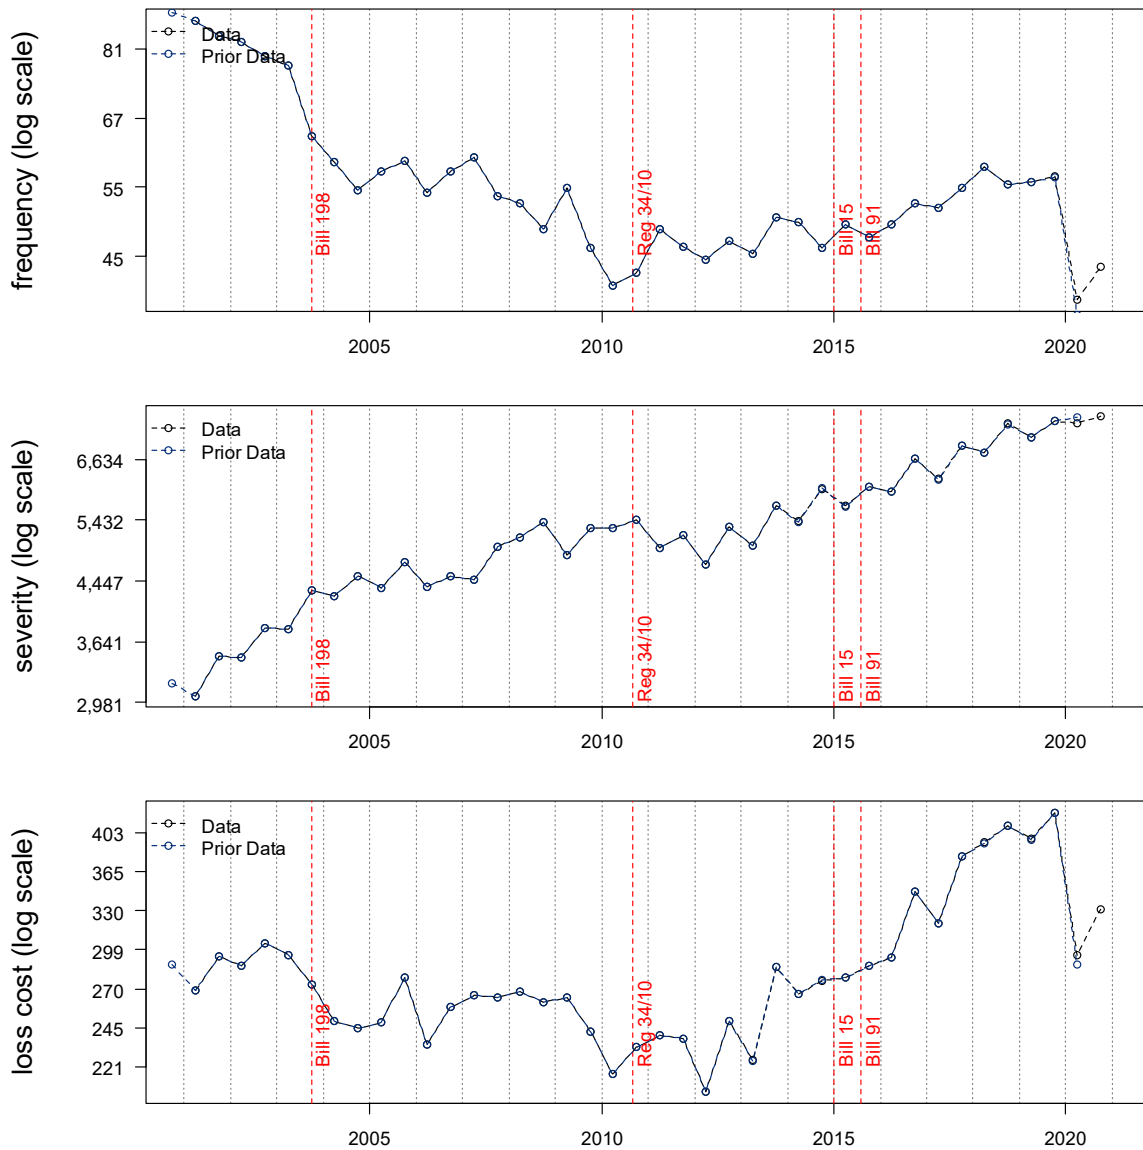 frequency (log scale)
81
67
55
45
Data
Prior Data
Bill 198
Reg 34/10
Bill 15
Bill 91
2005
2010
2015
2020
severity (log scale)
6,634
5,432
4,447
3,641
2,981
Data
Prior Data
Bill 198
Reg 34/10
Bill 15
Bill 91
2005
2010
2015
2020
loss cost (log scale)
403
365
330
299
270
245
221
Data
Prior Data
Bill 198
Reg 34/10
Bill 15
Bill 91
2005
2010
2015
2020